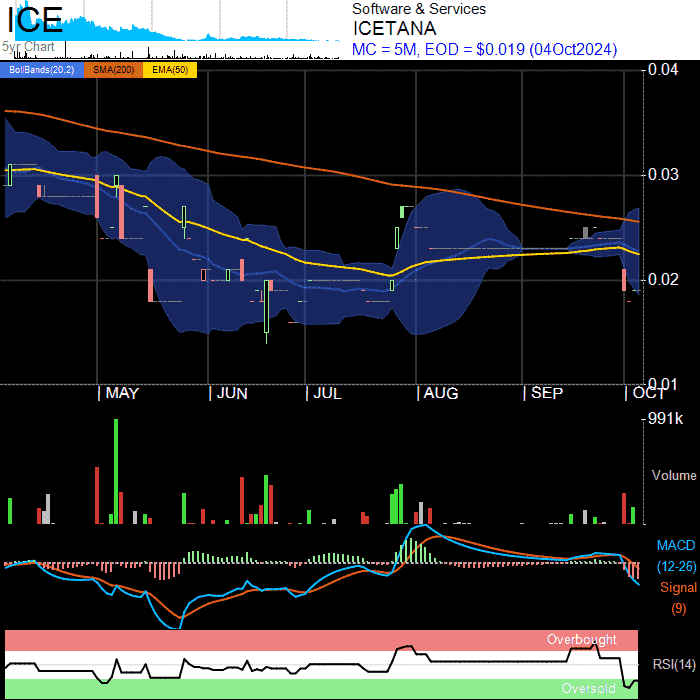 ICE
5yr Chart
Software & Services
ICETANA
MC = 5M, EOD = $0.019 (04Oct2024)
BollBands(20,2) SMA(200) EMA(50)
0.04
0.03
0.02
0.01
MAY JUN JUL AUG SEP OCT
991k
Volume
MACD
(12-26)
Signal
(9)
Overbought
RSI(14)
Oversold